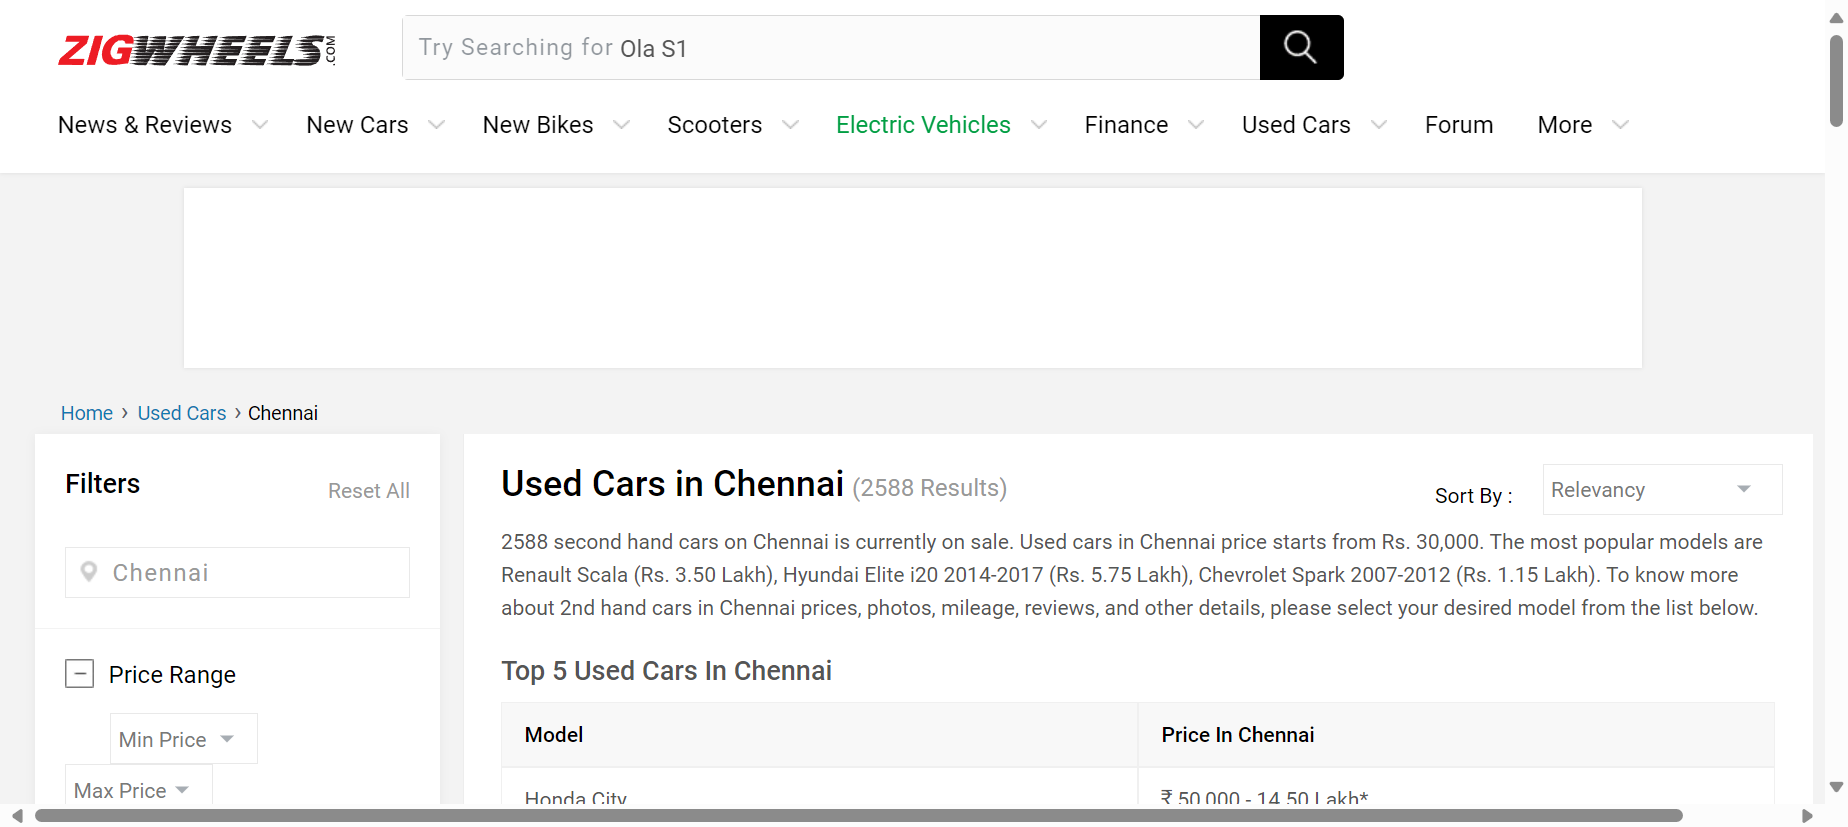 ZIGWHEELS.COM
Try Searching for Ola S1
News & Reviews New Cars New Bikes Scooters Electric Vehicles Finance Used Cars Forum More
Home › Used Cars › Chennai
Filters
Reset All
Chennai
Price Range
Min Price
Max Price
Used Cars in Chennai (2588 Results)
Sort By : Relevancy
2588 second hand cars on Chennai is currently on sale. Used cars in Chennai price starts from Rs. 30,000. The most popular models are
Renault Scala (Rs. 3.50 Lakh), Hyundai Elite i20 2014-2017 (Rs. 5.75 Lakh), Chevrolet Spark 2007-2012 (Rs. 1.15 Lakh). To know more
about 2nd hand cars in Chennai prices, photos, mileage, reviews, and other details, please select your desired model from the list below.
Top 5 Used Cars In Chennai
Model Price In Chennai
Honda City ₹ 50,000 - 14.50 Lakh*